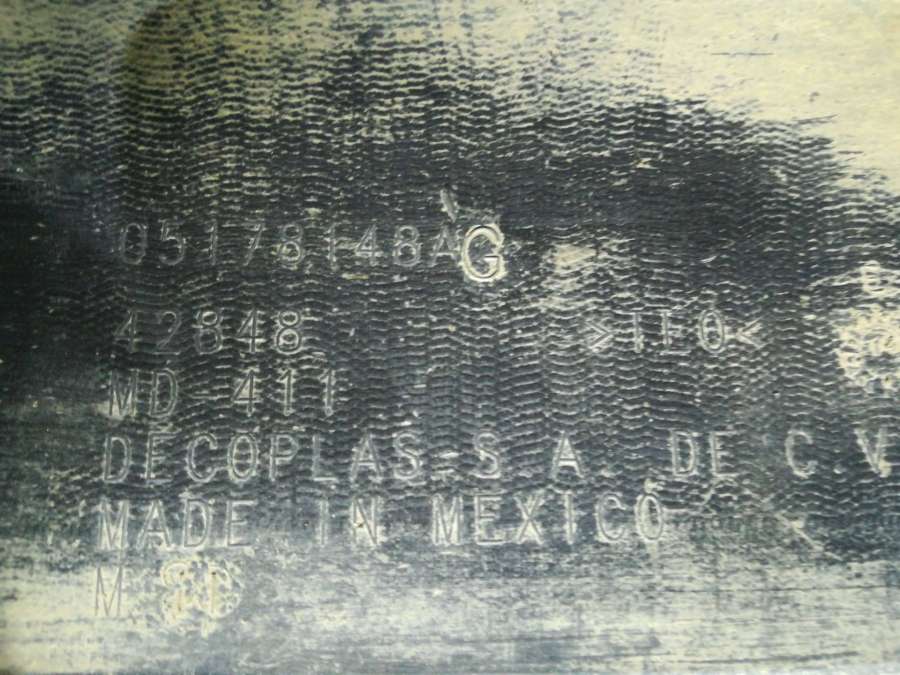 05178148AG
42848 >TEO<
MD-411
DECOPLAS S.A. DE C.V
MADE IN MEXICO
M